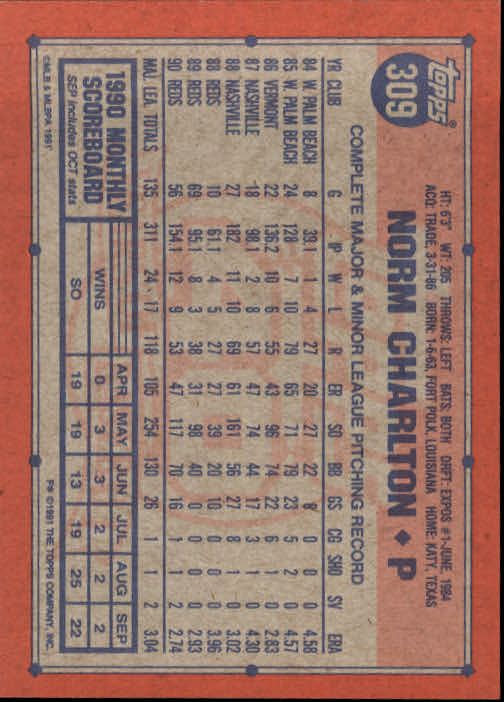 topps®
309
HT: 6'3" WT: 205 THROWS: LEFT BATS: BOTH DRFT: EXPOS #1-JUNE, 1984
ACQ: TRADE, 3-31-86 BORN: 1-6-63, FORT POLK, LOUISIANA HOME: KATY, TEXAS
NORM CHARLTON ◆ P
COMPLETE MAJOR & MINOR LEAGUE PITCHING RECORD
YR CLUB G IP W L R ER SO BB GS CG SHO SV ERA
84 W. PALM BEACH 8 39.1 1 4 27 20 27 22 8 0 0 0 4.58
85 W. PALM BEACH 24 128 7 10 79 65 71 79 23 5 2 0 4.57
86 VERMONT 22 136.2 10 6 55 43 96 74 22 6 1 0 2.83
87 NASHVILLE 18 98.1 2 8 57 47 74 44 17 3 1 0 4.30
88 NASHVILLE 27 182 11 10 69 61 161 56 27 8 1 0 3.02
88 REDS 10 61.1 4 5 27 27 39 20 10 0 0 0 3.96
89 REDS 69 95.1 8 3 38 31 98 40 0 0 0 0 2.93
90 REDS 56 154.1 12 9 53 47 117 70 16 1 1 2 2.74
MAJ. LEA. TOTALS 135 311 24 17 118 105 254 130 26 1 1 2 3.04
1990 MONTHLY SCOREBOARD
SEP includes OCT stats
APR MAY JUN JUL AUG SEP
WINS 0 3 3 2 2 2
SO 19 19 13 19 25 22
©MLB & MLBPA 1991
P® ©1991 THE TOPPS COMPANY, INC.